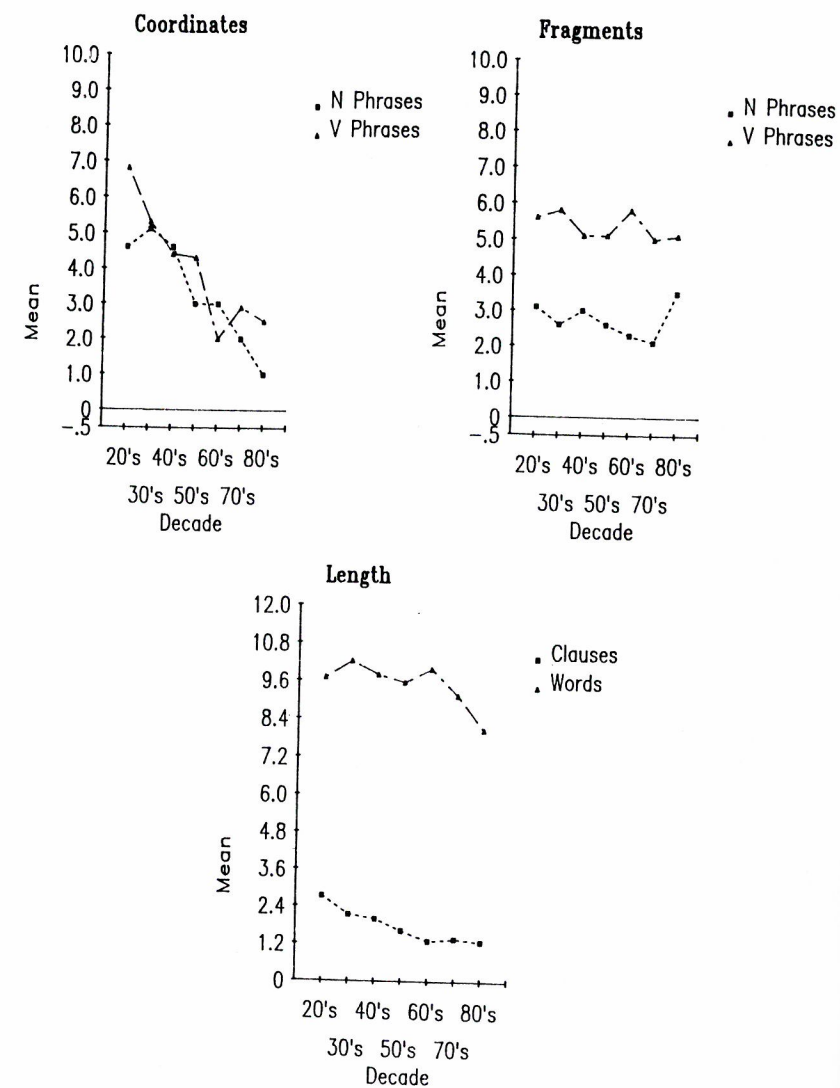 Coordinates
10.0
9.0
8.0
7.0
6.0
5.0
4.0
3.0
2.0
1.0
0
-.5
Mean
N Phrases
V Phrases
20's 40's 60's 80's
30's 50's 70's
Decade
Fragments
10.0
9.0
8.0
7.0
6.0
5.0
4.0
3.0
2.0
1.0
0
-.5
Mean
N Phrases
V Phrases
20's 40's 60's 80's
30's 50's 70's
Decade
Length
12.0
10.8
9.6
8.4
7.2
6.0
4.8
3.6
2.4
1.2
0
Mean
Clauses
Words
20's 40's 60's 80's
30's 50's 70's
Decade